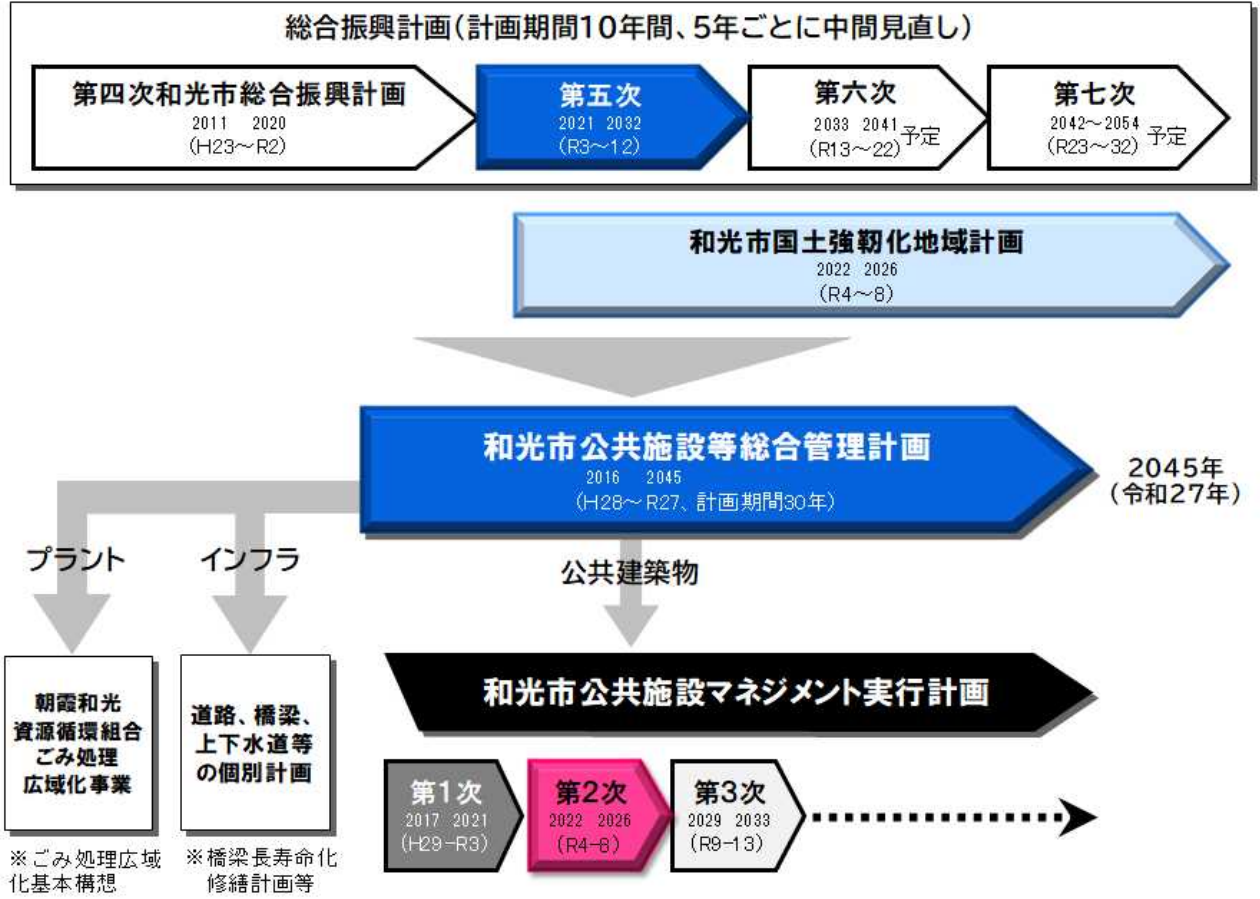 総合振興計画(計画期間10年間、5年ごとに中間見直し)
第四次和光市総合振興計画
2011 2020
(H23～R2)
第五次
2021 2032
(R3～12)
第六次
2033 2041
(R13～22)予定
第七次
2042～2054
(R23～32) 予定
和光市国土強靭化地域計画
2022 2026
(R4～8)
和光市公共施設等総合管理計画
2016 2045
(H28～R27、計画期間30年)
2045年
(令和27年)
プラント
インフラ
公共建築物
朝霞和光
資源循環組合
ごみ処理
広域化事業
※ごみ処理広域
化基本構想
道路、橋梁、
上下水道等
の個別計画
※橋梁長寿命化
修繕計画等
和光市公共施設マネジメント実行計画
第1次
2017 2021
(H29-R3)
第2次
2022 2026
(R4-8)
第3次
2029 2033
(R9-13)